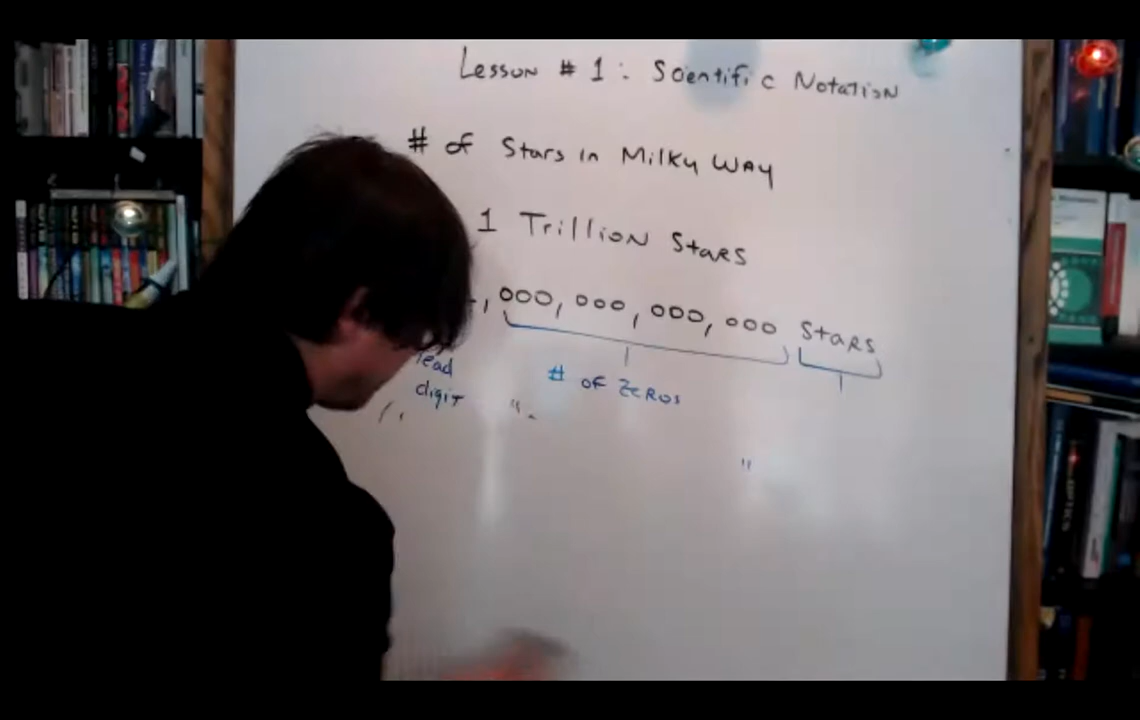 Lesson # 1 : Scientific Notation
# of Stars in Milky Way
1 Trillion Stars
,000,000,000,000 Stars
lead
digit
# of Zeros
OPTICS